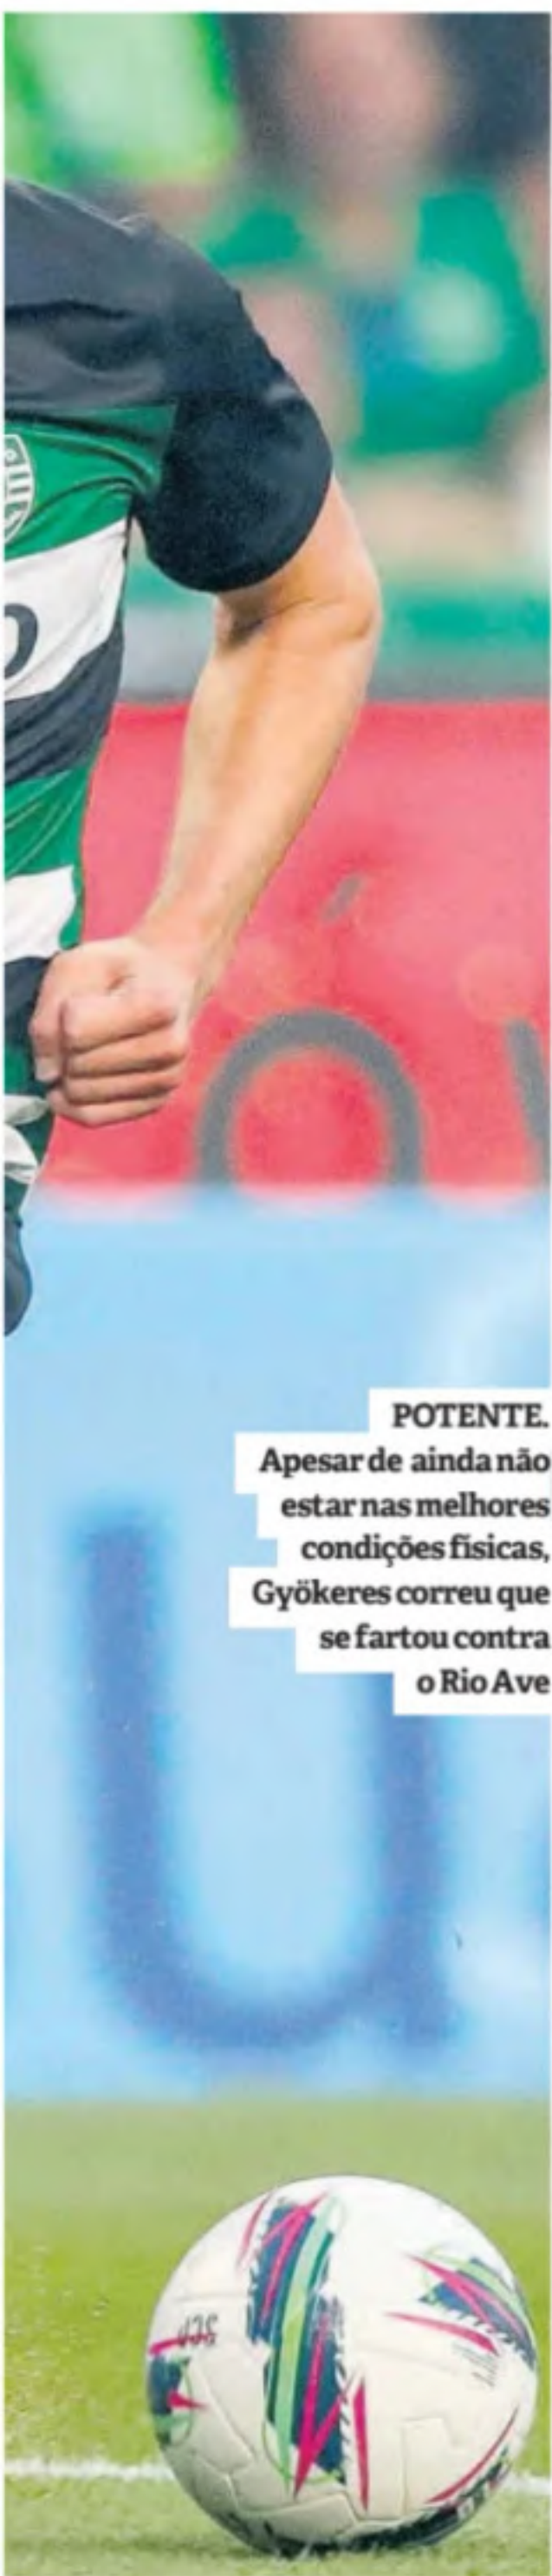 POTENTE.
Apesar de ainda não
estar nas melhores
condições físicas,
Gyökeres correu que
se fartou contra
o Rio Ave